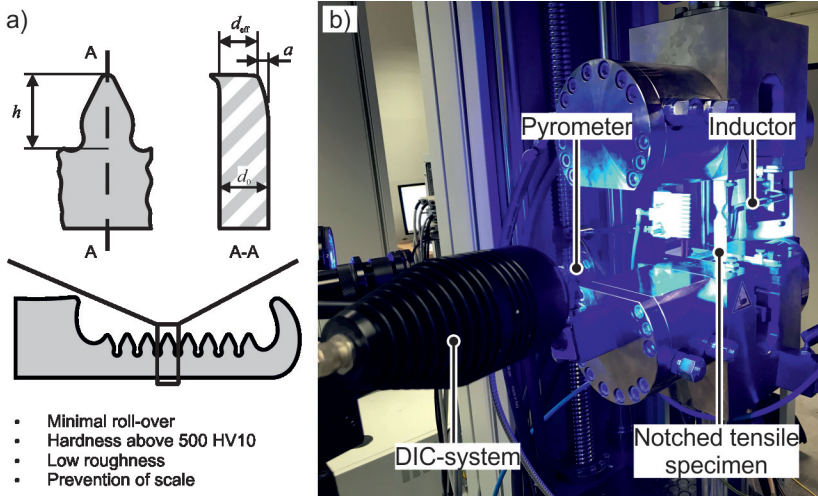 a)
A
d_eff
a
h
d_0
A
A-A
• Minimal roll-over
• Hardness above 500 HV10
• Low roughness
• Prevention of scale
b)
Pyrometer
Inductor
DIC-system
Notched tensile
specimen